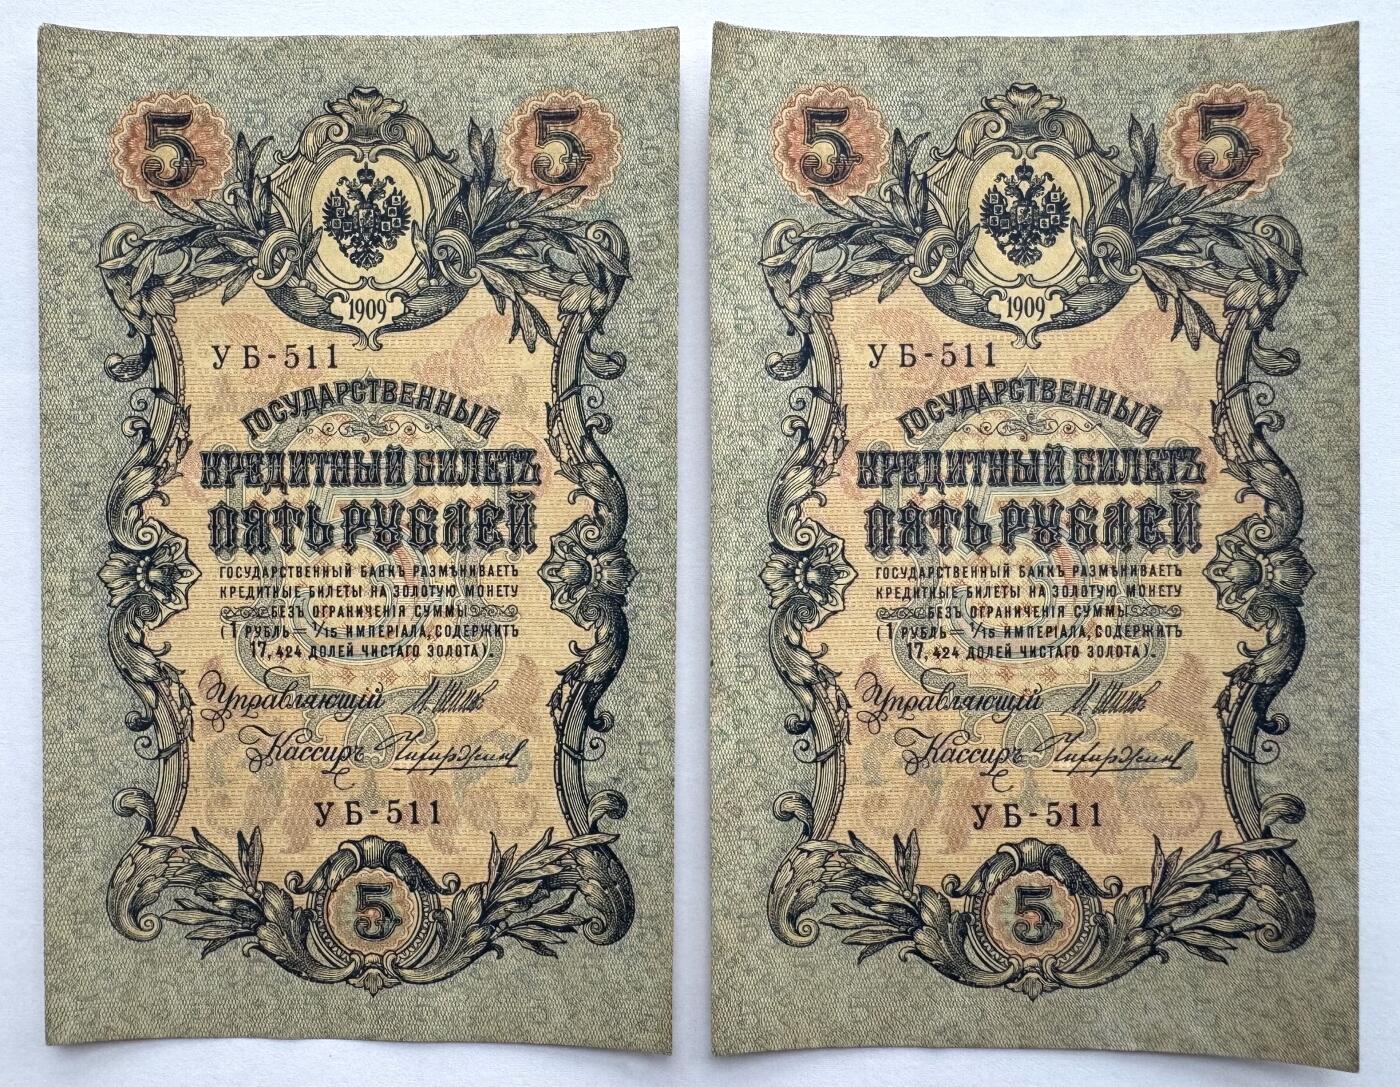 5 5
1909
УБ-511
ГОСУДАРСТВЕННЫЙ
КРЕДИТНЫЙ БИЛЕТЪ
ПЯТЬ РУБЛЕЙ
ГОСУДАРСТВЕННЫЙ БАНКЪ РАЗМѢНИВАЕТЪ
КРЕДИТНЫЕ БИЛЕТЫ НА ЗОЛОТУЮ МОНЕТУ
БЕЗЪ ОГРАНИЧЕНІЯ СУММЫ
(1 РУБЛЬ = 1/15 ИМПЕРІАЛА, СОДЕРЖИТЪ
17,424 ДОЛЕЙ ЧИСТАГО ЗОЛОТА).
Управляющій
Кассиръ
УБ-511
5
5 5
1909
УБ-511
ГОСУДАРСТВЕННЫЙ
КРЕДИТНЫЙ БИЛЕТЪ
ПЯТЬ РУБЛЕЙ
ГОСУДАРСТВЕННЫЙ БАНКЪ РАЗМѢНИВАЕТЪ
КРЕДИТНЫЕ БИЛЕТЫ НА ЗОЛОТУЮ МОНЕТУ
БЕЗЪ ОГРАНИЧЕНІЯ СУММЫ
(1 РУБЛЬ = 1/15 ИМПЕРІАЛА, СОДЕРЖИТЪ
17,424 ДОЛЕЙ ЧИСТАГО ЗОЛОТА).
Управляющій
Кассиръ
УБ-511
5